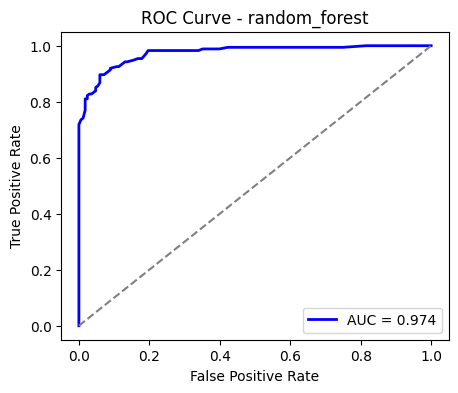 ROC Curve - random_forest
True Positive Rate
1.0
0.8
0.6
0.4
0.2
0.0
AUC = 0.974
0.0 0.2 0.4 0.6 0.8 1.0
False Positive Rate